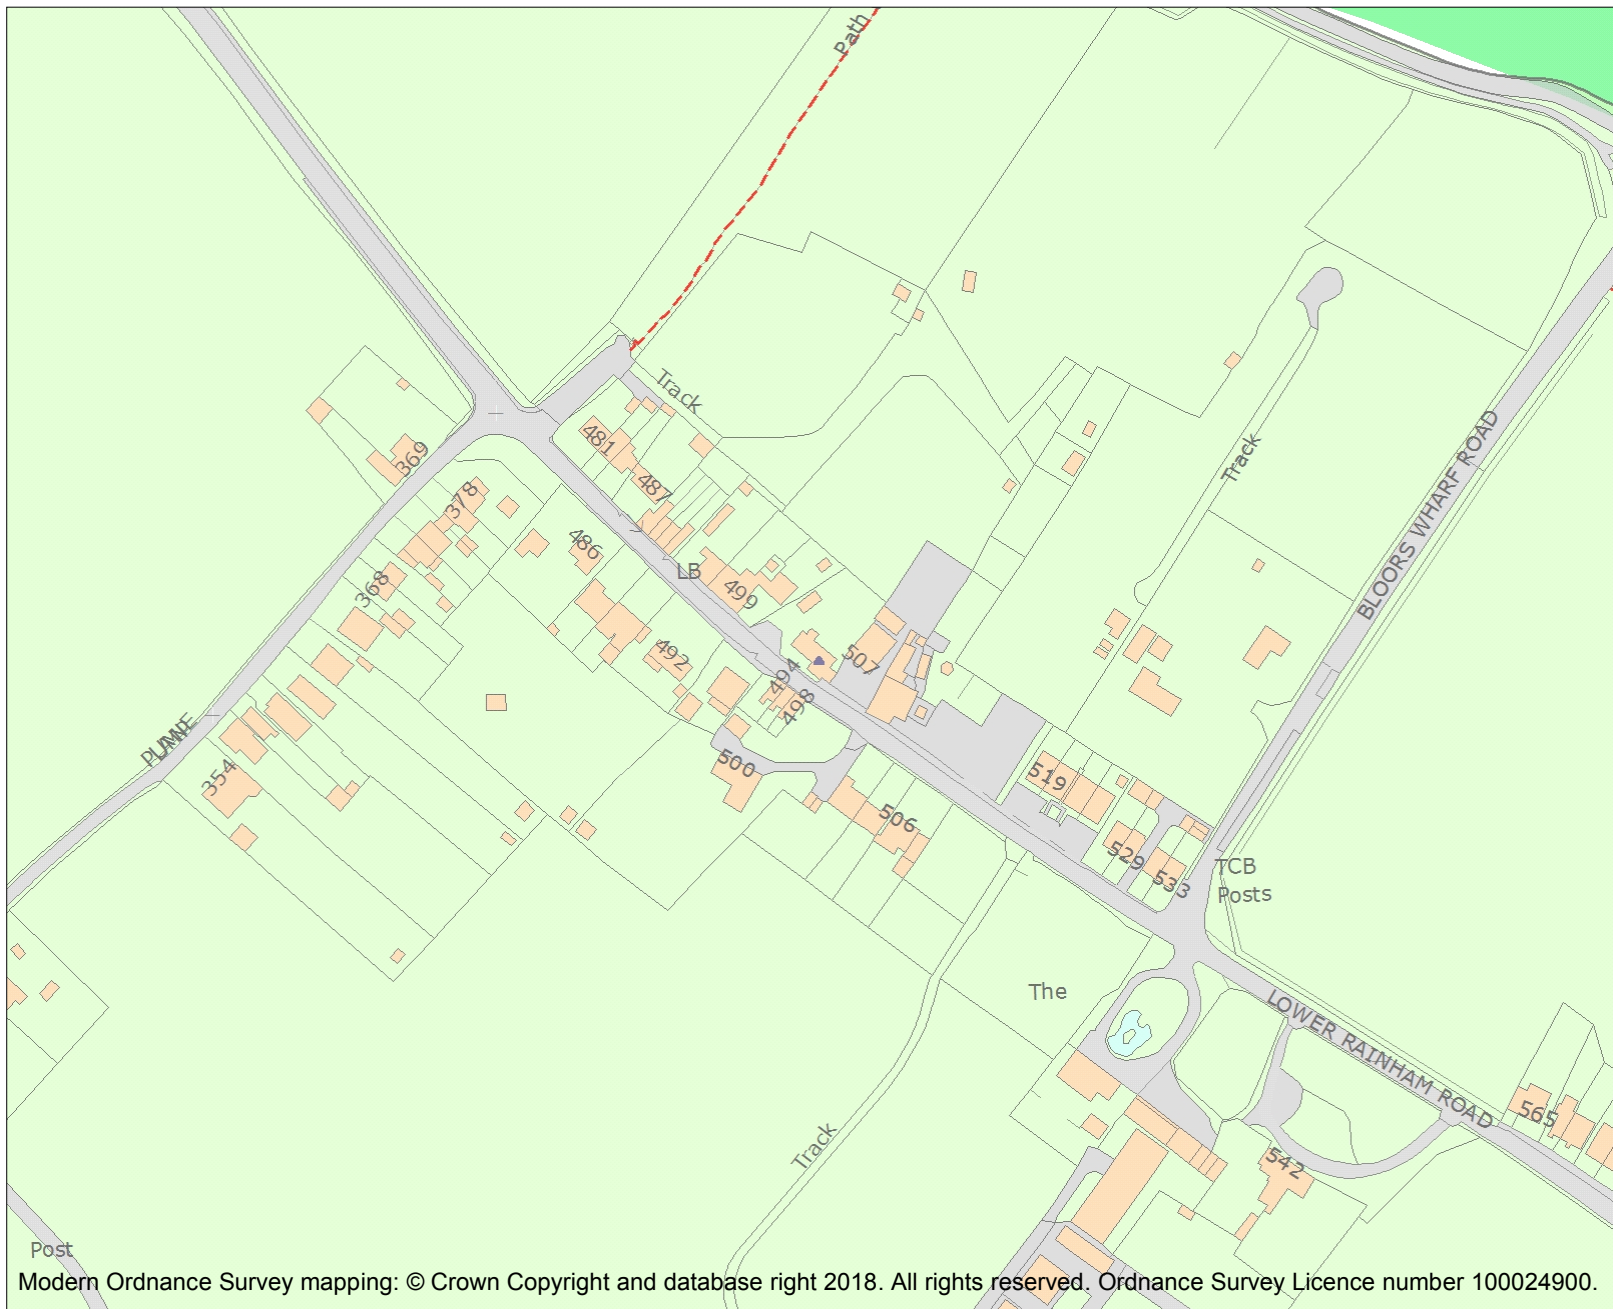 Path
Track
481
369
487
378
Track
BLOORS WHARF ROAD
486
LB
368
499
492
507
494
498
LANE
354
500
519
506
529
533
TCB
Posts
The
LOWER RAINHAM ROAD
565
Track
542
Post
Modern Ordnance Survey mapping: © Crown Copyright and database right 2018. All rights reserved. Ordnance Survey Licence number 100024900.